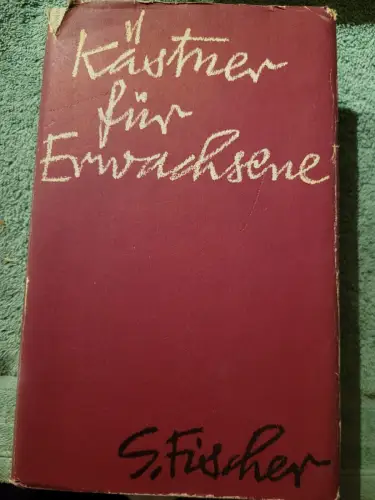 Kästner
für
Erwachsene
S. Fischer